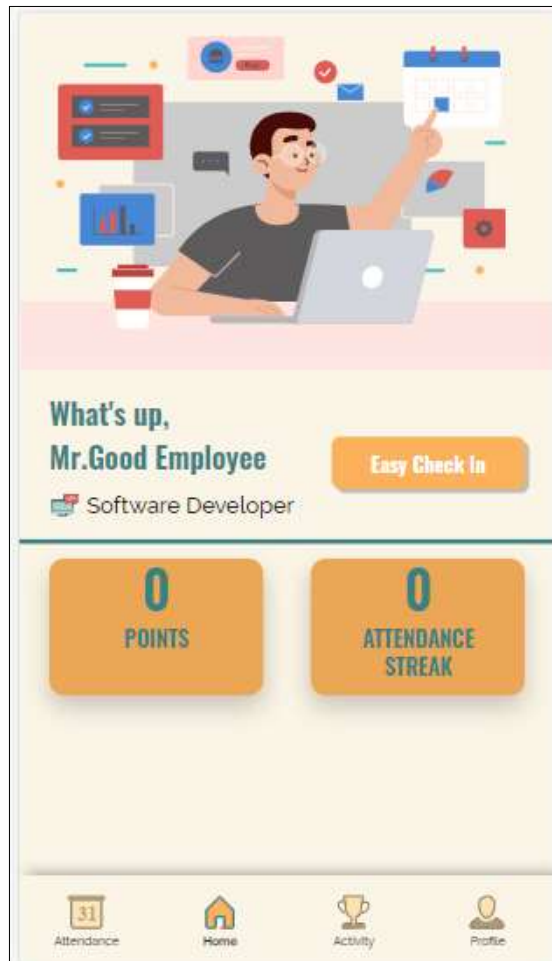 What's up,
Mr.Good Employee
Easy Check In
Software Developer
0
POINTS
0
ATTENDANCE
STREAK
31
Attendance
Home
Activity
Profile